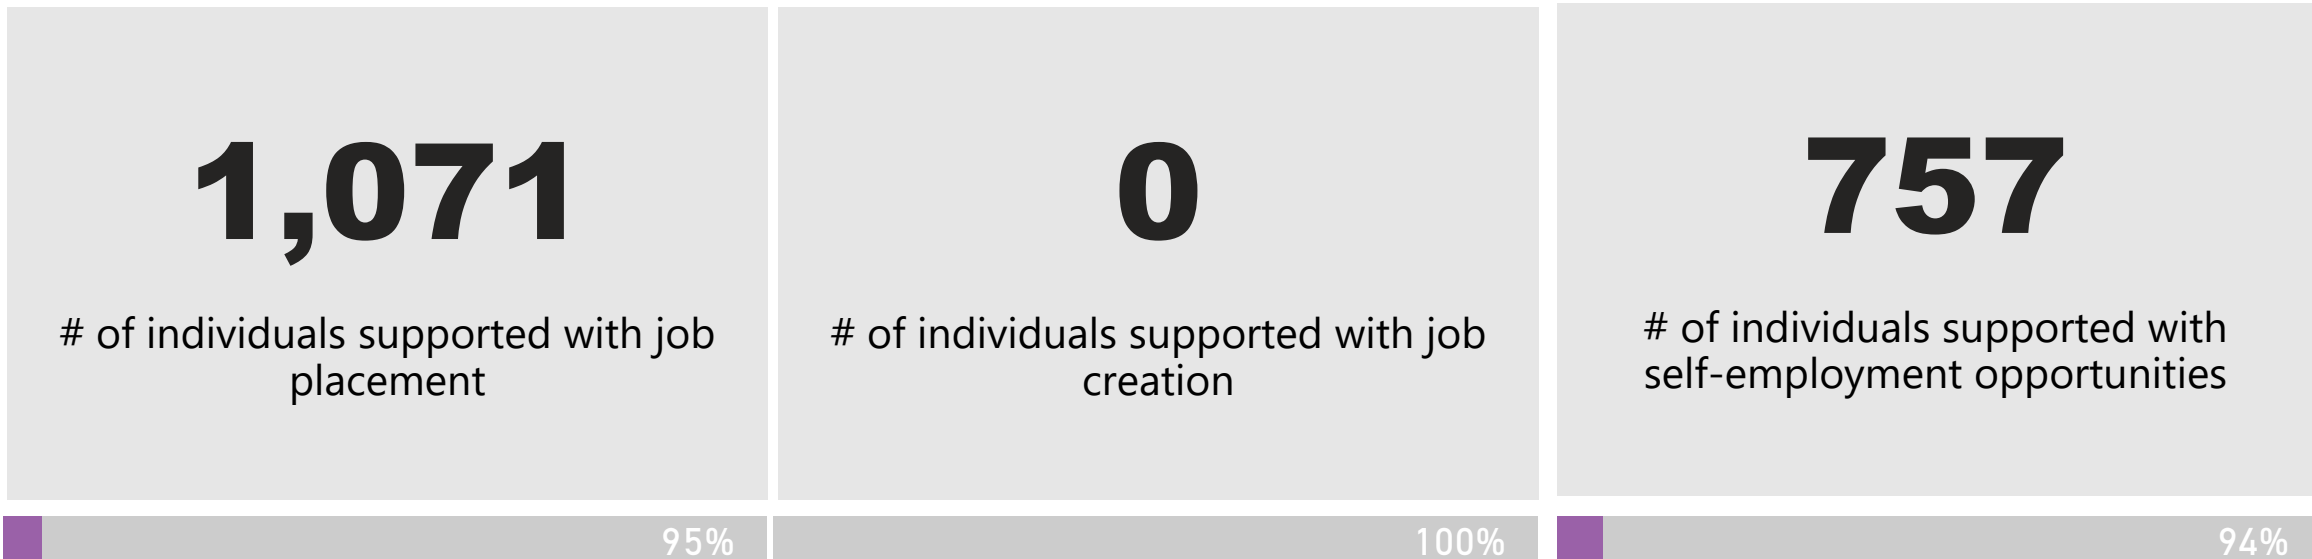 1,071
# of individuals supported with job
placement
95%
0
# of individuals supported with job
creation
100%
757
# of individuals supported with
self-employment opportunities
94%